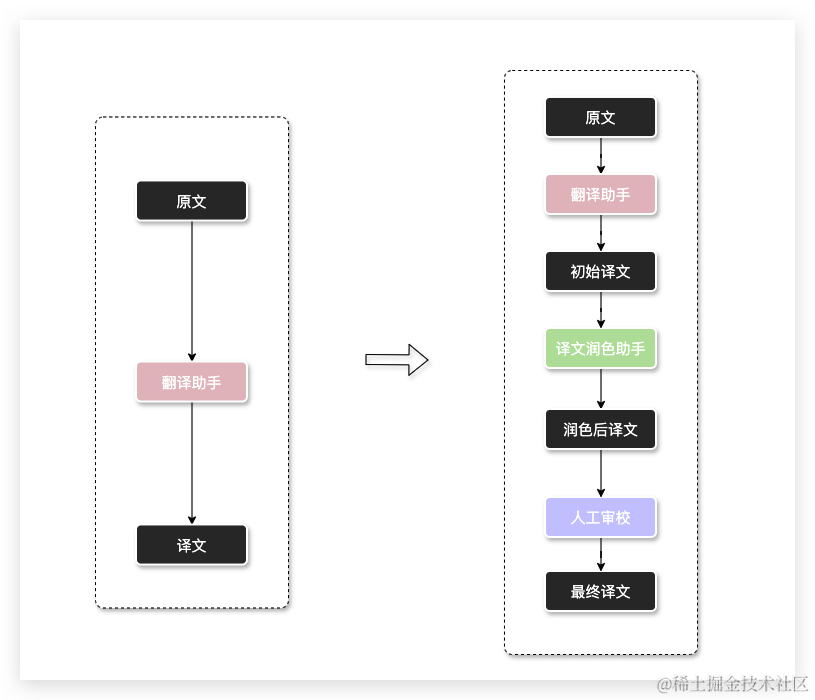 原文
翻译助手
译文
原文
翻译助手
初始译文
译文润色助手
润色后译文
人工审校
最终译文
@稀土掘金技术社区